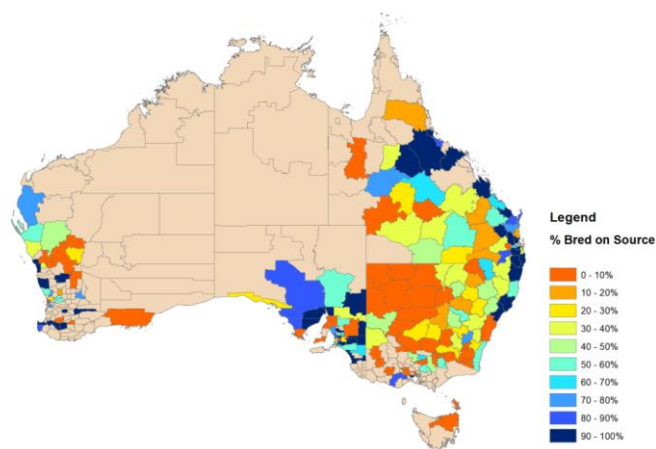 Legend
% Bred on Source
0 - 10%
10 - 20%
20 - 30%
30 - 40%
40 - 50%
50 - 60%
60 - 70%
70 - 80%
80 - 90%
90 - 100%